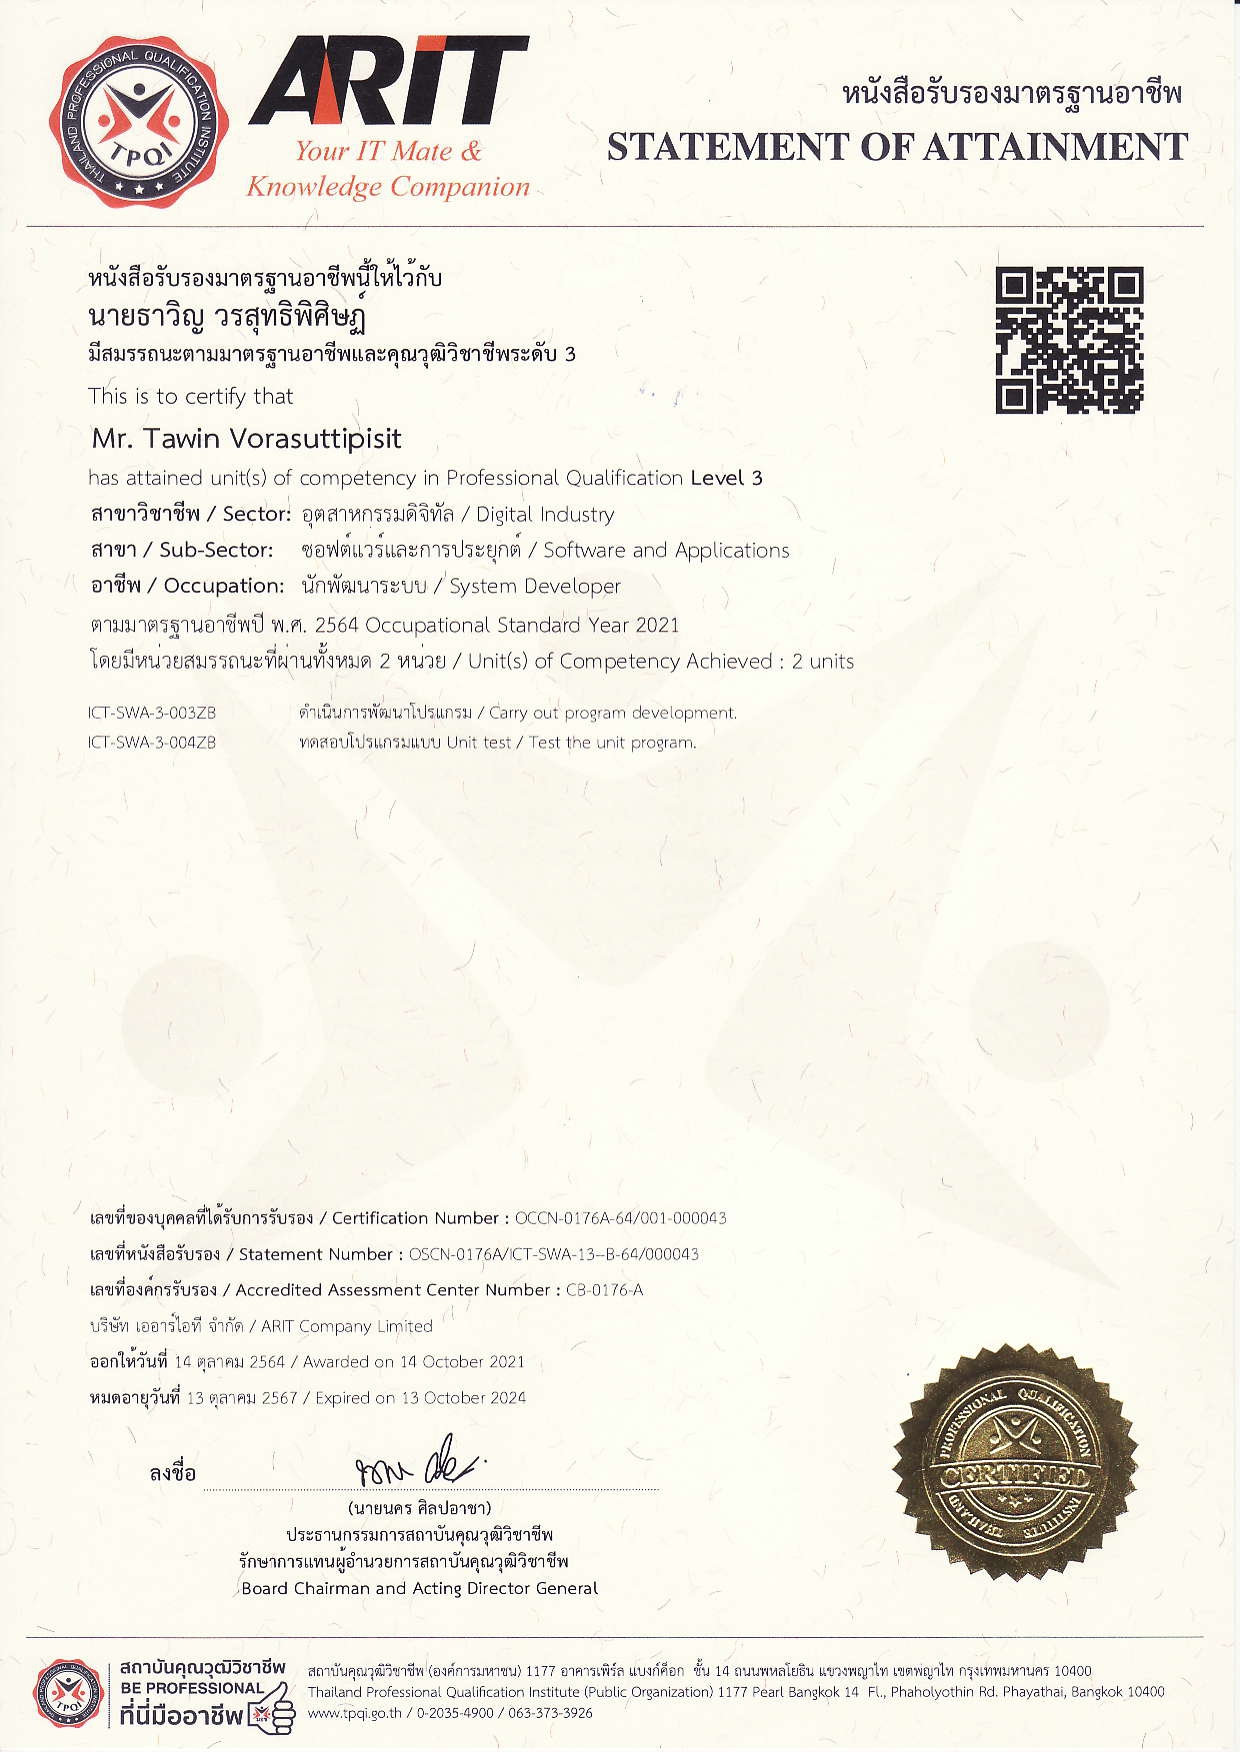 THAILAND PROFESSIONAL QUALIFICATION INSTITUTE
TPQI
ARiT
Your IT Mate &
Knowledge Companion
หนังสือรับรองมาตรฐานอาชีพ
STATEMENT OF ATTAINMENT
หนังสือรับรองมาตรฐานอาชีพนี้ให้ไว้กับ
นายธาวิญ วรสุทธิพิศิษฏ์
มีสมรรถนะตามมาตรฐานอาชีพและคุณวุฒิวิชาชีพระดับ 3
This is to certify that
Mr. Tawin Vorasuttipisit
has attained unit(s) of competency in Professional Qualification Level 3
สาขาวิชาชีพ / Sector: อุตสาหกรรมดิจิทัล / Digital Industry
สาขา / Sub-Sector: ซอฟต์แวร์และการประยุกต์ / Software and Applications
อาชีพ / Occupation: นักพัฒนาระบบ / System Developer
ตามมาตรฐานอาชีพปี พ.ศ. 2564 Occupational Standard Year 2021
โดยมีหน่วยสมรรถนะที่ผ่านทั้งหมด 2 หน่วย / Unit(s) of Competency Achieved : 2 units
ICT-SWA-3-003ZB ดำเนินการพัฒนาโปรแกรม / Carry out program development.
ICT-SWA-3-004ZB ทดสอบโปรแกรมแบบ Unit test / Test the unit program.
เลขที่ของบุคคลที่ได้รับการรับรอง / Certification Number : OCCN-0176A-64/001-000043
เลขที่หนังสือรับรอง / Statement Number : OSCN-0176A/ICT-SWA-13--B-64/000043
เลขที่องค์กรรับรอง / Accredited Assessment Center Number : CB-0176-A
บริษัท เออาร์ไอที จำกัด / ARIT Company Limited
ออกให้วันที่ 14 ตุลาคม 2564 / Awarded on 14 October 2021
หมดอายุวันที่ 13 ตุลาคม 2567 / Expired on 13 October 2024
ลงชื่อ
(นายนคร ศิลปอาชา)
ประธานกรรมการสถาบันคุณวุฒิวิชาชีพ
รักษาการแทนผู้อำนวยการสถาบันคุณวุฒิวิชาชีพ
Board Chairman and Acting Director General
PROFESSIONAL QUALIFICATION
CERTIFIED
INSTITUTE THAILAND
TPQI
สถาบันคุณวุฒิวิชาชีพ
BE PROFESSIONAL
ที่นี่มืออาชีพ
สถาบันคุณวุฒิวิชาชีพ (องค์การมหาชน) 1177 อาคารเพิร์ล แบงก์ค็อก ชั้น 14 ถนนพหลโยธิน แขวงพญาไท เขตพญาไท กรุงเทพมหานคร 10400
Thailand Professional Qualification Institute (Public Organization) 1177 Pearl Bangkok 14 Fl., Phaholyothin Rd. Phayathai, Bangkok 10400
www.tpqi.go.th / 0-2035-4900 / 063-373-3926